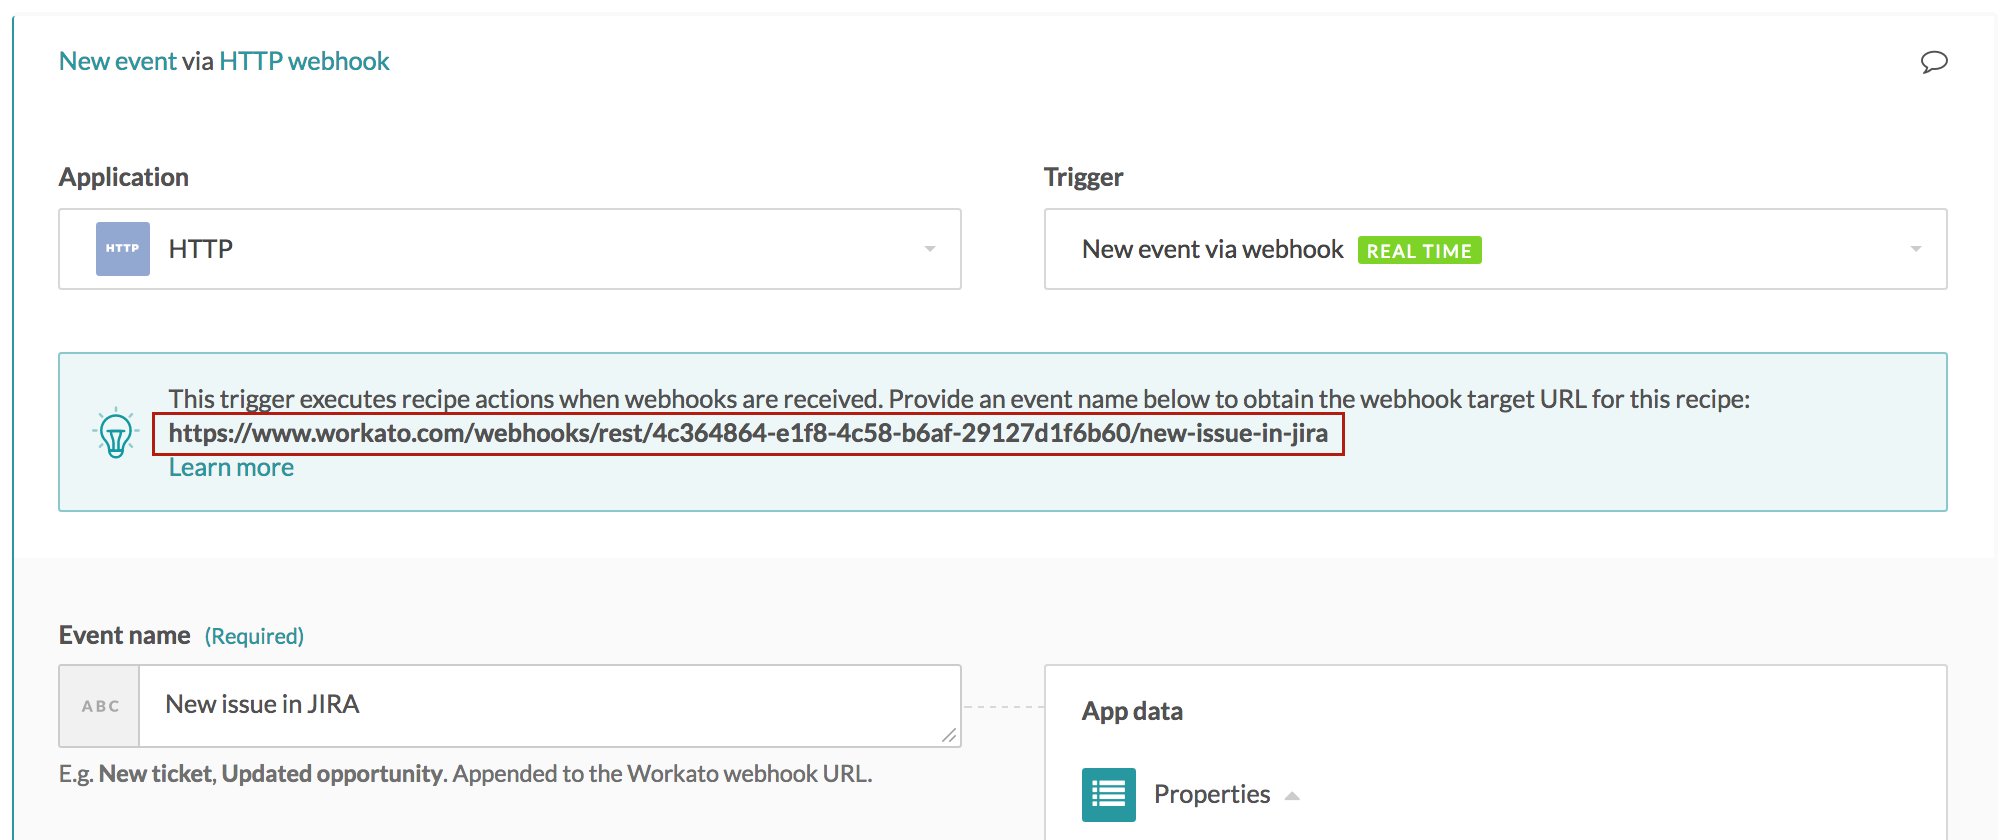 New event via HTTP webhook
Application
Trigger
HTTP HTTP
New event via webhook REAL TIME
This trigger executes recipe actions when webhooks are received. Provide an event name below to obtain the webhook target URL for this recipe:
https://www.workato.com/webhooks/rest/4c364864-e1f8-4c58-b6af-29127d1f6b60/new-issue-in-jira
Learn more
Event name (Required)
ABC New issue in JIRA
E.g. New ticket, Updated opportunity. Appended to the Workato webhook URL.
App data
Properties